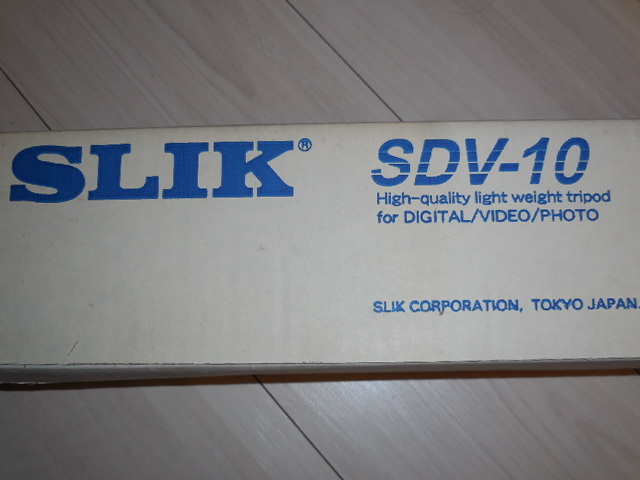 SLIK®
SDV-10
High-quality light weight tripod
for DIGITAL/VIDEO/PHOTO
SLIK CORPORATION, TOKYO JAPAN.